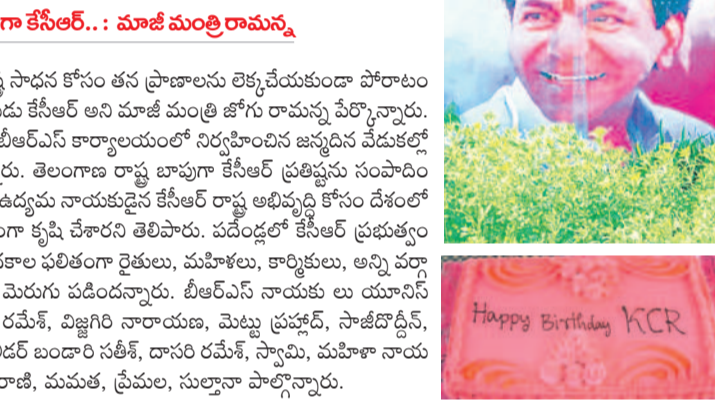 గా కేసీఆర్.. : మాజీ మంత్రి రామన్న
సాధన కోసం తన ప్రాణాలను లెక్కచేయకుండా పోరాటం
డు కేసీఆర్ అని మాజీ మంత్రి జోగు రామన్న పేర్కొన్నారు.
బీఆర్ఎస్ కార్యాలయంలో నిర్వహించిన జన్మదిన వేడుకల్లో
రు. తెలంగాణ రాష్ట్ర బాపుగా కేసీఆర్ ప్రతిష్టను సంపాదిం
ఉద్యమ నాయకుడైన కేసీఆర్ రాష్ట్ర అభివృద్ధి కోసం దేశంలో
గా కృషి చేశారని తెలిపారు. పదేండ్లలో కేసీఆర్ ప్రభుత్వం
కాల ఫలితంగా రైతులు, మహిళలు, కార్మికులు, అన్ని వర్గా
మెరుగు పడిందన్నారు. బీఆర్ఎస్ నాయకు లు యూనిస్
రమేశ్, విజ్జగిరి నారాయణ, మెట్టు ప్రహ్లాద్, సాజీదొద్దీన్,
డర్ బండారి సతీశ్, దాసరి రమేశ్, స్వామి, మహిళా నాయ
రాణి, మమత, ప్రేమల, సుల్తానా పాల్గొన్నారు.
Happy Birthday KCR